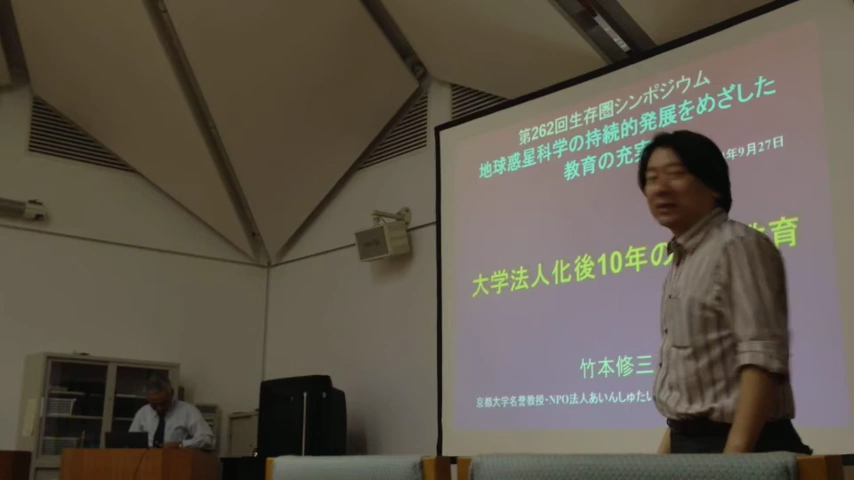 第262回生存圏シンポジウム
地球惑星科学の持続的発展をめざした
教育の充実
年9月27日
大学法人化後10年の 育
竹本修三
京都大学名誉教授・NPO法人あいんしゅたい